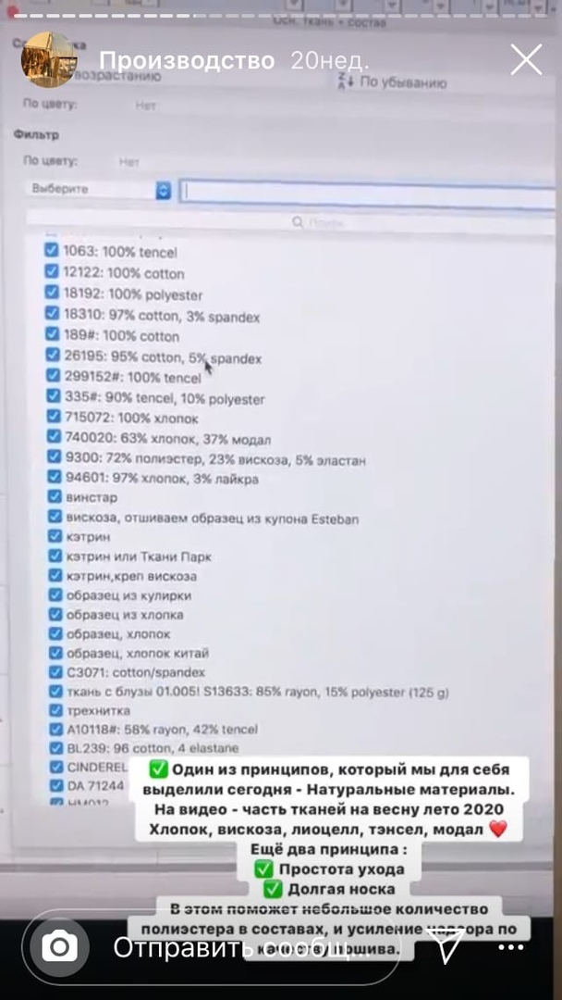 Осн. ткань + состав
Производство 20нед.
возрастанию
По убыванию
По цвету: Нет
Фильтр
По цвету: Нет
Выберите
Поиск
1063: 100% tencel
12122: 100% cotton
18192: 100% polyester
18310: 97% cotton, 3% spandex
189#: 100% cotton
26195: 95% cotton, 5% spandex
299152#: 100% tencel
335#: 90% tencel, 10% polyester
715072: 100% хлопок
740020: 63% хлопок, 37% модал
9300: 72% полиэстер, 23% вискоза, 5% эластан
94601: 97% хлопок, 3% лайкра
винстар
вискоза, отшиваем образец из купона Esteban
кэтрин
кэтрин или Ткани Парк
кэтрин,креп вискоза
образец из кулирки
образец из хлопка
образец, хлопок
образец, хлопок китай
C3071: cotton/spandex
ткань с блузы 01.005! S13633: 85% rayon, 15% polyester (125 g)
трехнитка
A10118#: 58% rayon, 42% tencel
BL239: 96 cotton, 4 elastane
CINDEREL
DA 71244
✅ Один из принципов, который мы для себя
выделили сегодня - Натуральные материалы.
На видео - часть тканей на весну лето 2020
Хлопок, вискоза, лиоцелл, тэнсел, модал ❤️
Ещё два принципа :
✅ Простота ухода
✅ Долгая носка
В этом поможет небольшое количество
полиэстера в составах, и усиление надзора по
качеству пошива.
Отправить сообщ...